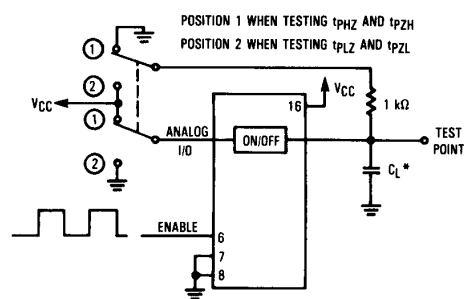 POSITION 1 WHEN TESTING tPHZ AND tPZH
POSITION 2 WHEN TESTING tPLZ AND tPZL
1
2
VCC
1
2
ANALOG
I/O
ON/OFF
16
VCC
1 kΩ
TEST
POINT
CL*
ENABLE
6
7
8